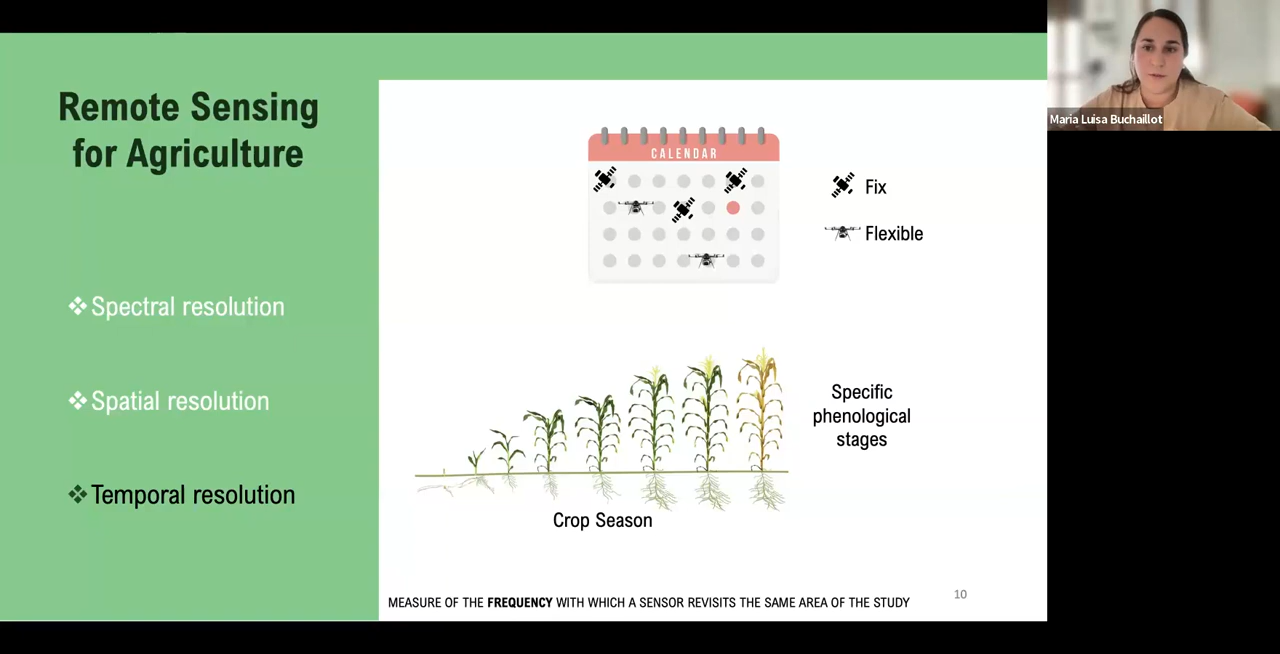 Remote Sensing
for Agriculture
Spectral resolution
Spatial resolution
Temporal resolution
CALENDAR
Fix
Flexible
Specific
phenological
stages
Crop Season
MEASURE OF THE FREQUENCY WITH WHICH A SENSOR REVISITS THE SAME AREA OF THE STUDY
10
Maria Luisa Buchaillot